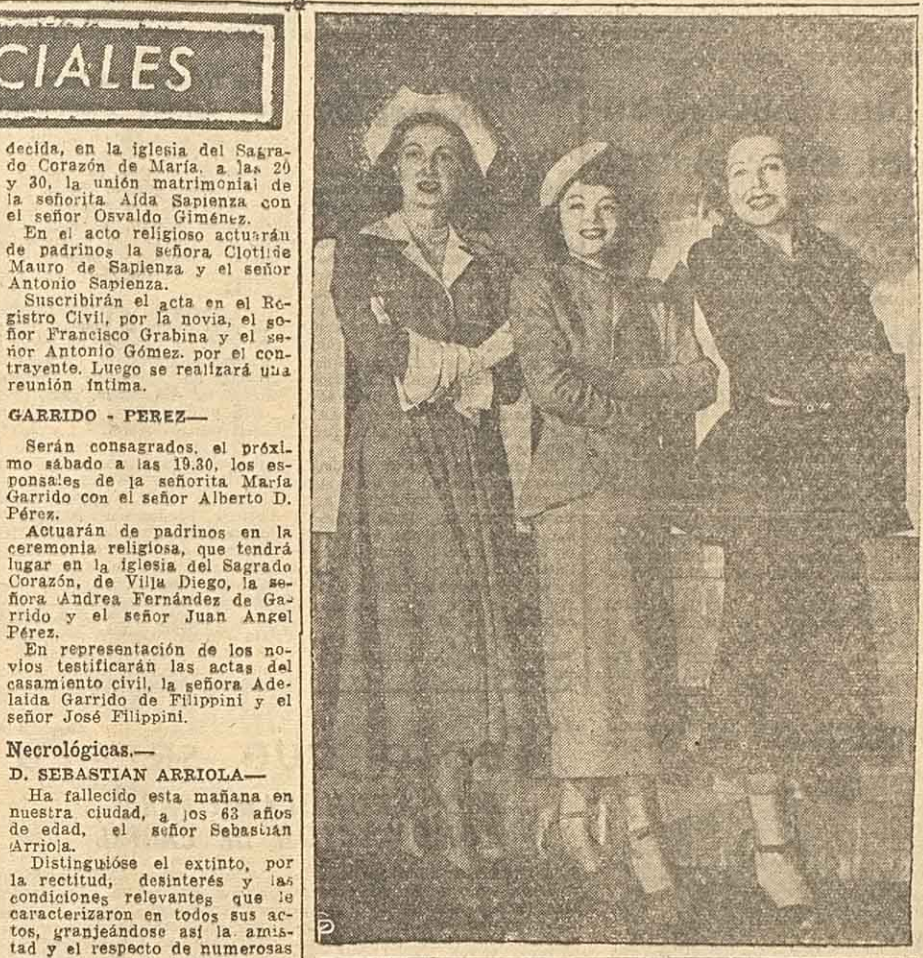 CIALES
decida, en la iglesia del Sagra-
do Corazón de María, a las 20
y 30, la unión matrimonial de
la señorita Aída Sapienza con
el señor Osvaldo Giménez.
En el acto religioso actuarán
de padrinos la señora Clotilde
Mauro de Sapienza y el señor
Antonio Sapienza.
Suscribirán el acta en el Re-
gistro Civil, por la novia, el so-
ñor Francisco Grabina y el se-
ñor Antonio Gómez. por el con-
trayente. Luego se realizará una
reunión íntima.
GARRIDO - PEREZ—
Serán consagrados, el próxi-
mo sábado a las 19.30, los es-
ponsales de la señorita María
Garrido con el señor Alberto D.
Pérez.
Actuarán de padrinos en la
ceremonia religiosa, que tendrá
lugar en la iglesia del Sagrado
Corazón, de Villa Diego, la se-
ñora Andrea Fernández de Ga-
rrido y el señor Juan Angel
Pérez.
En representación de los no-
vios testificarán las actas del
casamiento civil, la señora Ade-
laida Garrido de Filippini y el
señor José Filippini.
Necrológicas.—
D. SEBASTIAN ARRIOLA—
Ha fallecido esta mañana en
nuestra ciudad, a los 63 años
de edad, el señor Sebastián
Arriola.
Distinguióse el extinto, por
la rectitud, desinterés y las
condiciones relevantes que le
caracterizaron en todos sus ac-
tos, granjeándose así la amis-
tad y el respecto de numerosas
P